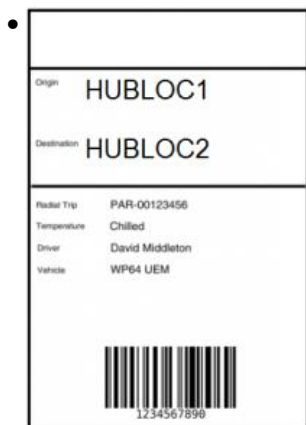 Origin HUBLOC1
Destination HUBLOC2
Radial Trip PAR-00123456
Temperature Chilled
Driver David Middleton
Vehicle WP64 UEM
1234567890